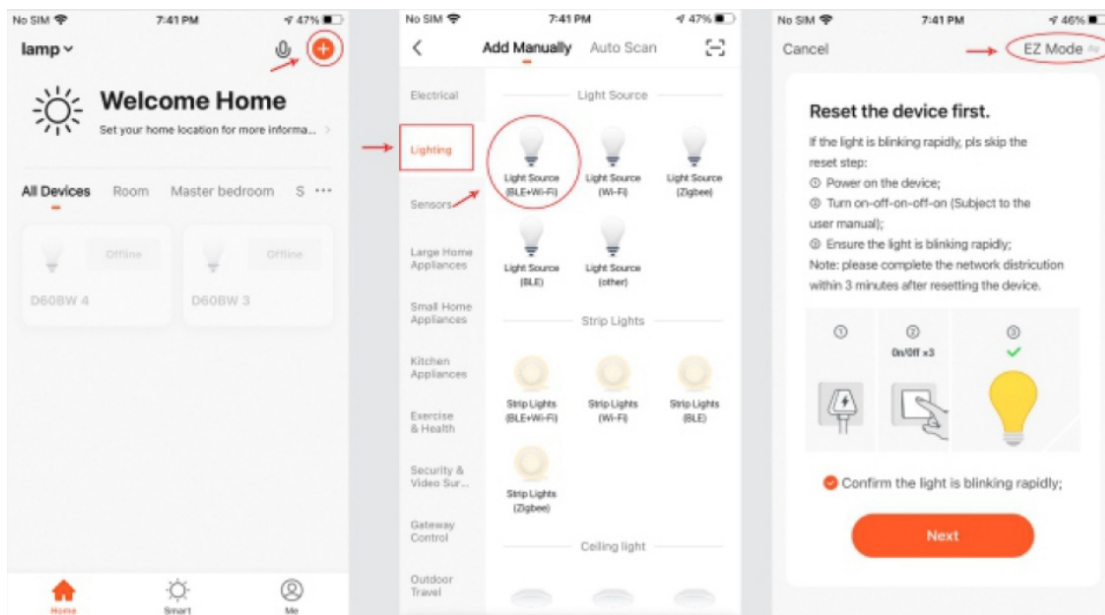 No SIM 7:41 PM 47%
lamp
Welcome Home
Set your home location for more informa...
All Devices Room Master bedroom S ...
Offline
D60BW 4
Offline
D60BW 3
Home Smart Me
No SIM 7:41 PM 47%
Add Manually Auto Scan
Electrical
Lighting
Sensors
Large Home
Appliances
Small Home
Appliances
Kitchen
Appliances
Exercise
& Health
Security &
Video Sur...
Gateway
Control
Outdoor
Travel
Light Source
Light Source
(BLE+Wi-Fi)
Light Source
(Wi-Fi)
Light Source
(Zigbee)
Light Source
(BLE)
Light Source
(other)
Strip Lights
Strip Lights
(BLE+Wi-Fi)
Strip Lights
(Wi-Fi)
Strip Lights
(BLE)
Strip Lights
(Zigbee)
Ceiling light
No SIM 7:41 PM 46%
Cancel EZ Mode
Reset the device first.
If the light is blinking rapidly, pls skip the
reset step:
① Power on the device;
② Turn on-off-on-off-on (Subject to the
user manual);
③ Ensure the light is blinking rapidly;
Note: please complete the network districution
within 3 minutes after resetting the device.
① ② ③
On/Off ×3
Confirm the light is blinking rapidly;
Next